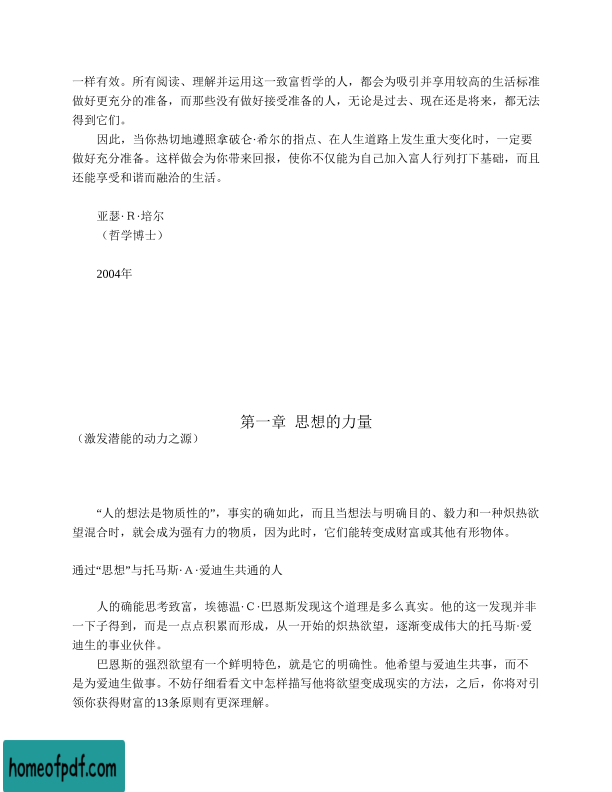 一样有效。所有阅读、理解并运用这一致富哲学的人，都会为吸引并享用较高的生活标准
做好更充分的准备，而那些没有做好接受准备的人，无论是过去、现在还是将来，都无法
得到它们。
因此，当你热切地遵照拿破仑·希尔的指点、在人生道路上发生重大变化时，一定要
做好充分准备。这样做会为你带来回报，使你不仅能为自己加入富人行列打下基础，而且
还能享受和谐而融洽的生活。
亚瑟·Ｒ·培尔
（哲学博士）
2004年
第一章 思想的力量
（激发潜能的动力之源）
“人的想法是物质性的”，事实的确如此，而且当想法与明确目的、毅力和一种炽热欲
望混合时，就会成为强有力的物质，因为此时，它们能转变成财富或其他有形物体。
通过“思想”与托马斯·Ａ·爱迪生共通的人
人的确能思考致富，埃德温·Ｃ·巴恩斯发现这个道理是多么真实。他的这一发现并非
一下子得到，而是一点点积累而形成，从一开始的炽热欲望，逐渐变成伟大的托马斯·爱
迪生的事业伙伴。
巴恩斯的强烈欲望有一个鲜明特色，就是它的明确性。他希望与爱迪生共事，而不
是为爱迪生做事。不妨仔细看看文中怎样描写他将欲望变成现实的方法，之后，你将对引
领你获得财富的13条原则有更深理解。
homeofpdf.com